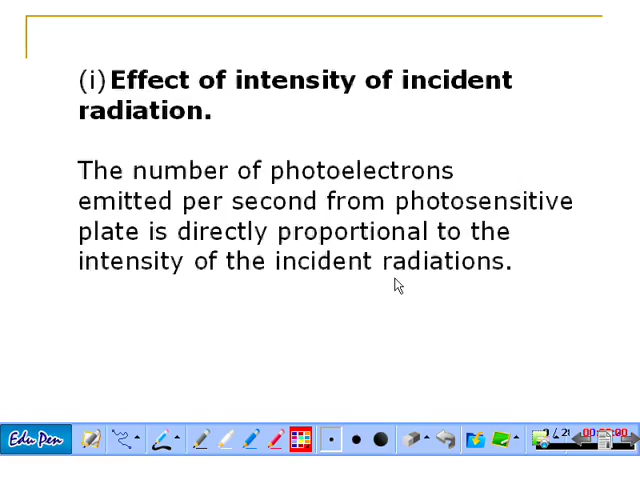 (i) Effect of intensity of incident
radiation.
The number of photoelectrons
emitted per second from photosensitive
plate is directly proportional to the
intensity of the incident radiations.
Edu Pen